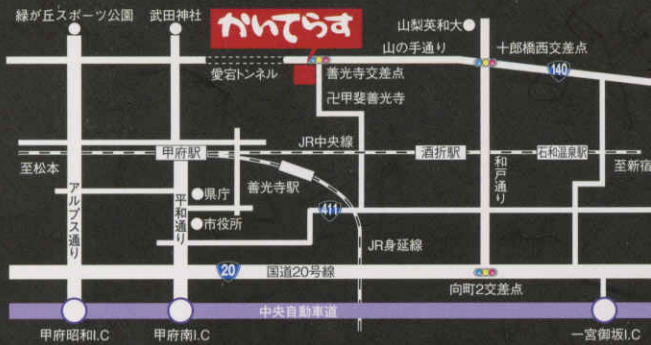 緑が丘スポーツ公園
武田神社
かいてらす
山梨英和大
山の手通り
十郎橋西交差点
愛宕トンネル
善光寺交差点
140
卍甲斐善光寺
JR中央線
甲府駅
酒折駅
石和温泉駅
至松本
至新宿
和戸通り
善光寺駅
県庁
アルプス通り
平和通り
411
市役所
JR身延線
20
国道20号線
向町2交差点
中央自動車道
甲府昭和I.C
甲府南I.C
一宮御坂I.C